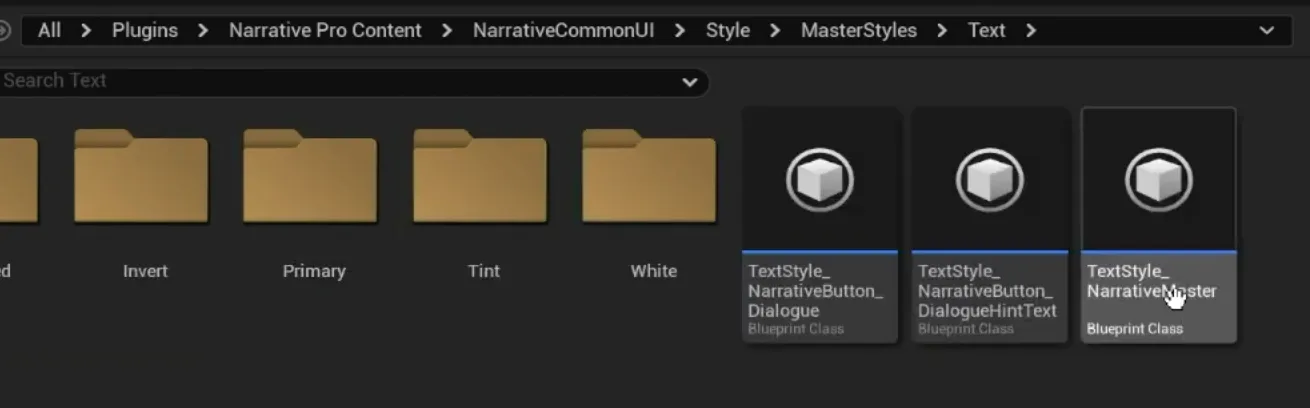 All > Plugins > Narrative Pro Content > NarrativeCommonUI > Style > MasterStyles > Text >
Search Text
ed
Invert
Primary
Tint
White
TextStyle_
NarrativeButton_
Dialogue
Blueprint Class
TextStyle_
NarrativeButton_
DialogueHintText
Blueprint Class
TextStyle_
NarrativeMaster
Blueprint Class